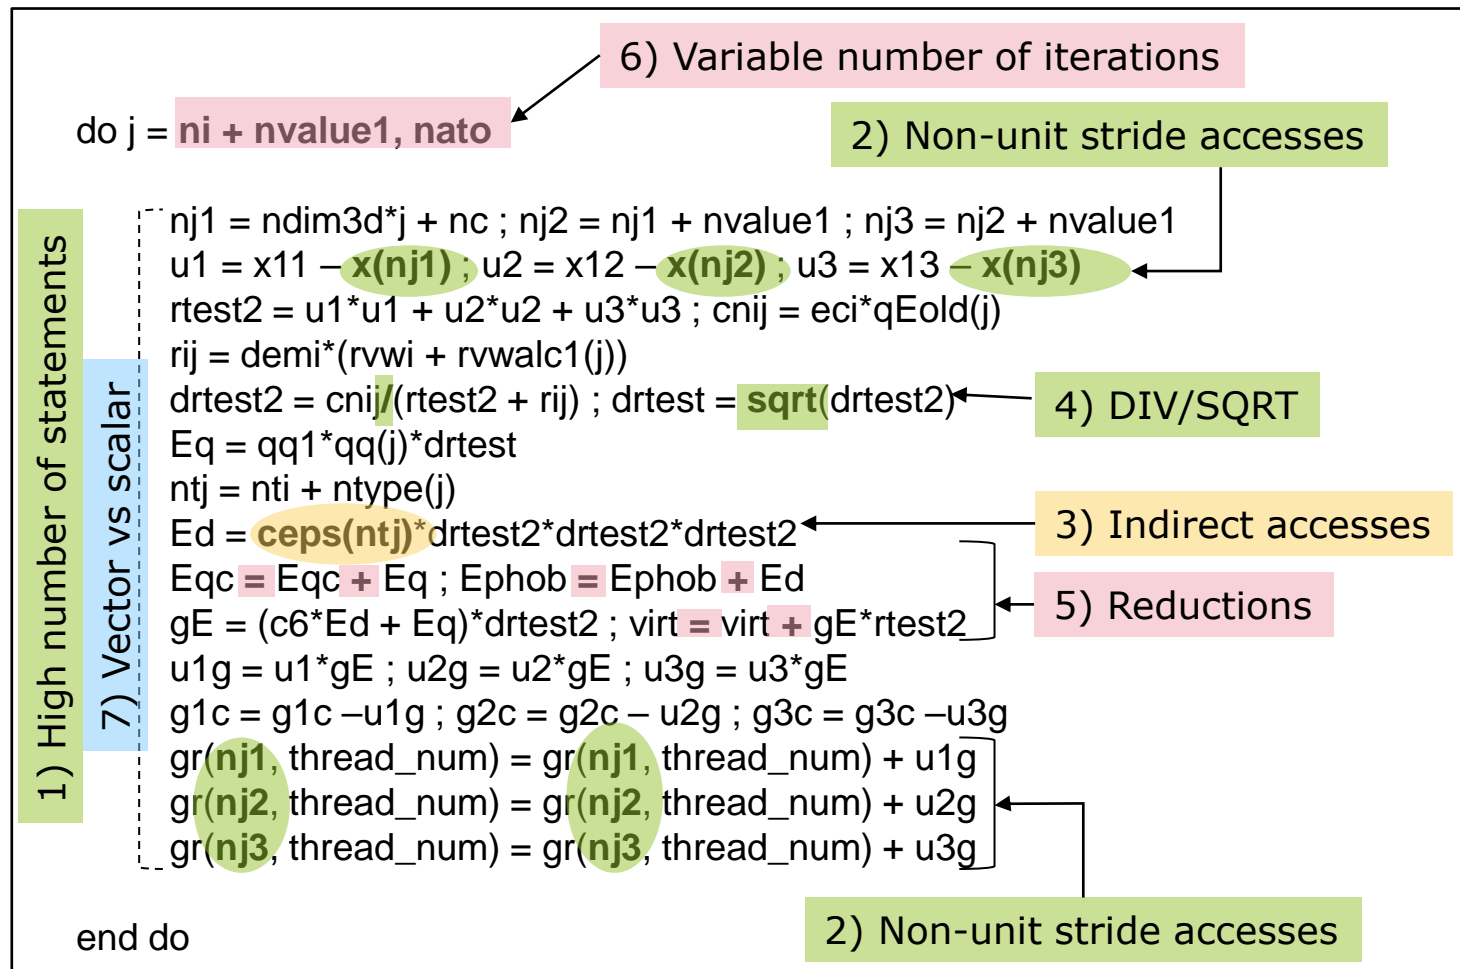 6) Variable number of iterations
do j = ni + nvalue1, nato
2) Non-unit stride accesses
1) High number of statements
7) Vector vs scalar
nj1 = ndim3d*j + nc ; nj2 = nj1 + nvalue1 ; nj3 = nj2 + nvalue1
u1 = x11 – x(nj1) ; u2 = x12 – x(nj2) ; u3 = x13 – x(nj3)
rtest2 = u1*u1 + u2*u2 + u3*u3 ; cnij = eci*qEold(j)
rij = demi*(rvwi + rvwalc1(j))
drtest2 = cnij/(rtest2 + rij) ; drtest = sqrt(drtest2)
4) DIV/SQRT
Eq = qq1*qq(j)*drtest
ntj = nti + ntype(j)
Ed = ceps(ntj)*drtest2*drtest2*drtest2
3) Indirect accesses
Eqc = Eqc + Eq ; Ephob = Ephob + Ed
5) Reductions
gE = (c6*Ed + Eq)*drtest2 ; virt = virt + gE*rtest2
u1g = u1*gE ; u2g = u2*gE ; u3g = u3*gE
g1c = g1c –u1g ; g2c = g2c – u2g ; g3c = g3c –u3g
gr(nj1, thread_num) = gr(nj1, thread_num) + u1g
gr(nj2, thread_num) = gr(nj2, thread_num) + u2g
gr(nj3, thread_num) = gr(nj3, thread_num) + u3g
2) Non-unit stride accesses
end do